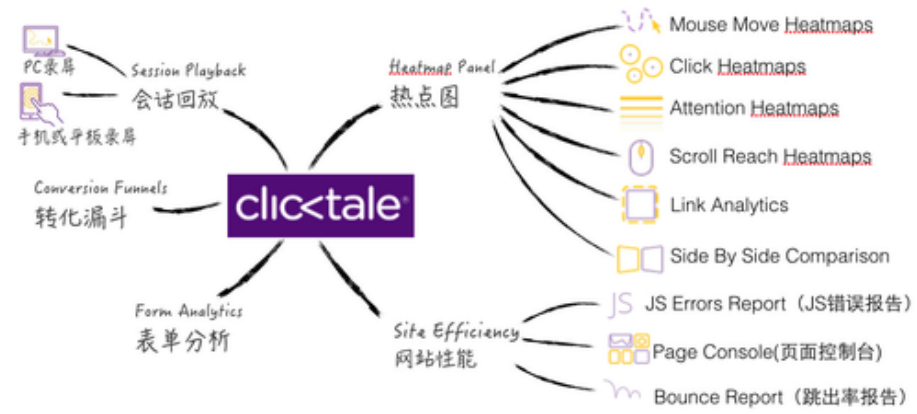 PC录屏
手机或平板录屏
Session Playback
会话回放
Conversion Funnels
转化漏斗
Form Analytics
表单分析
clicktale®
Heatmap Panel
热点图
Mouse Move Heatmaps
Click Heatmaps
Attention Heatmaps
Scroll Reach Heatmaps
Link Analytics
Side By Side Comparison
Site Efficiency
网站性能
JS
JS Errors Report（JS错误报告）
Page Console(页面控制台)
Bounce Report（跳出率报告）